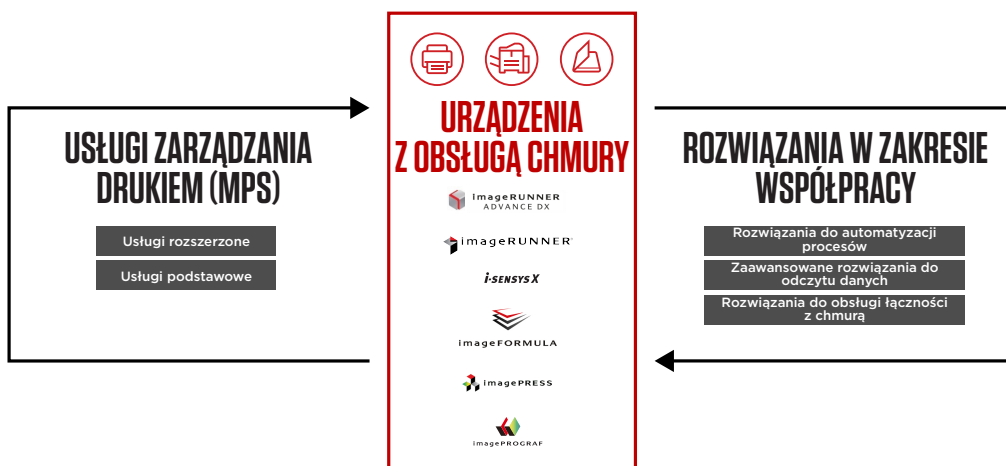 USŁUGI ZARZĄDZANIA
DRUKIEM (MPS)
Usługi rozszerzone
Usługi podstawowe
URZĄDZENIA
Z OBSŁUGĄ CHMURY
imageRUNNER
ADVANCE DX
imageRUNNER
i-SENSYS X
imageFORMULA
imagePRESS
imagePROGRAF
ROZWIĄZANIA W ZAKRESIE
WSPÓŁPRACY
Rozwiązania do automatyzacji
procesów
Zaawansowane rozwiązania do
odczytu danych
Rozwiązania do obsługi łączności
z chmurą